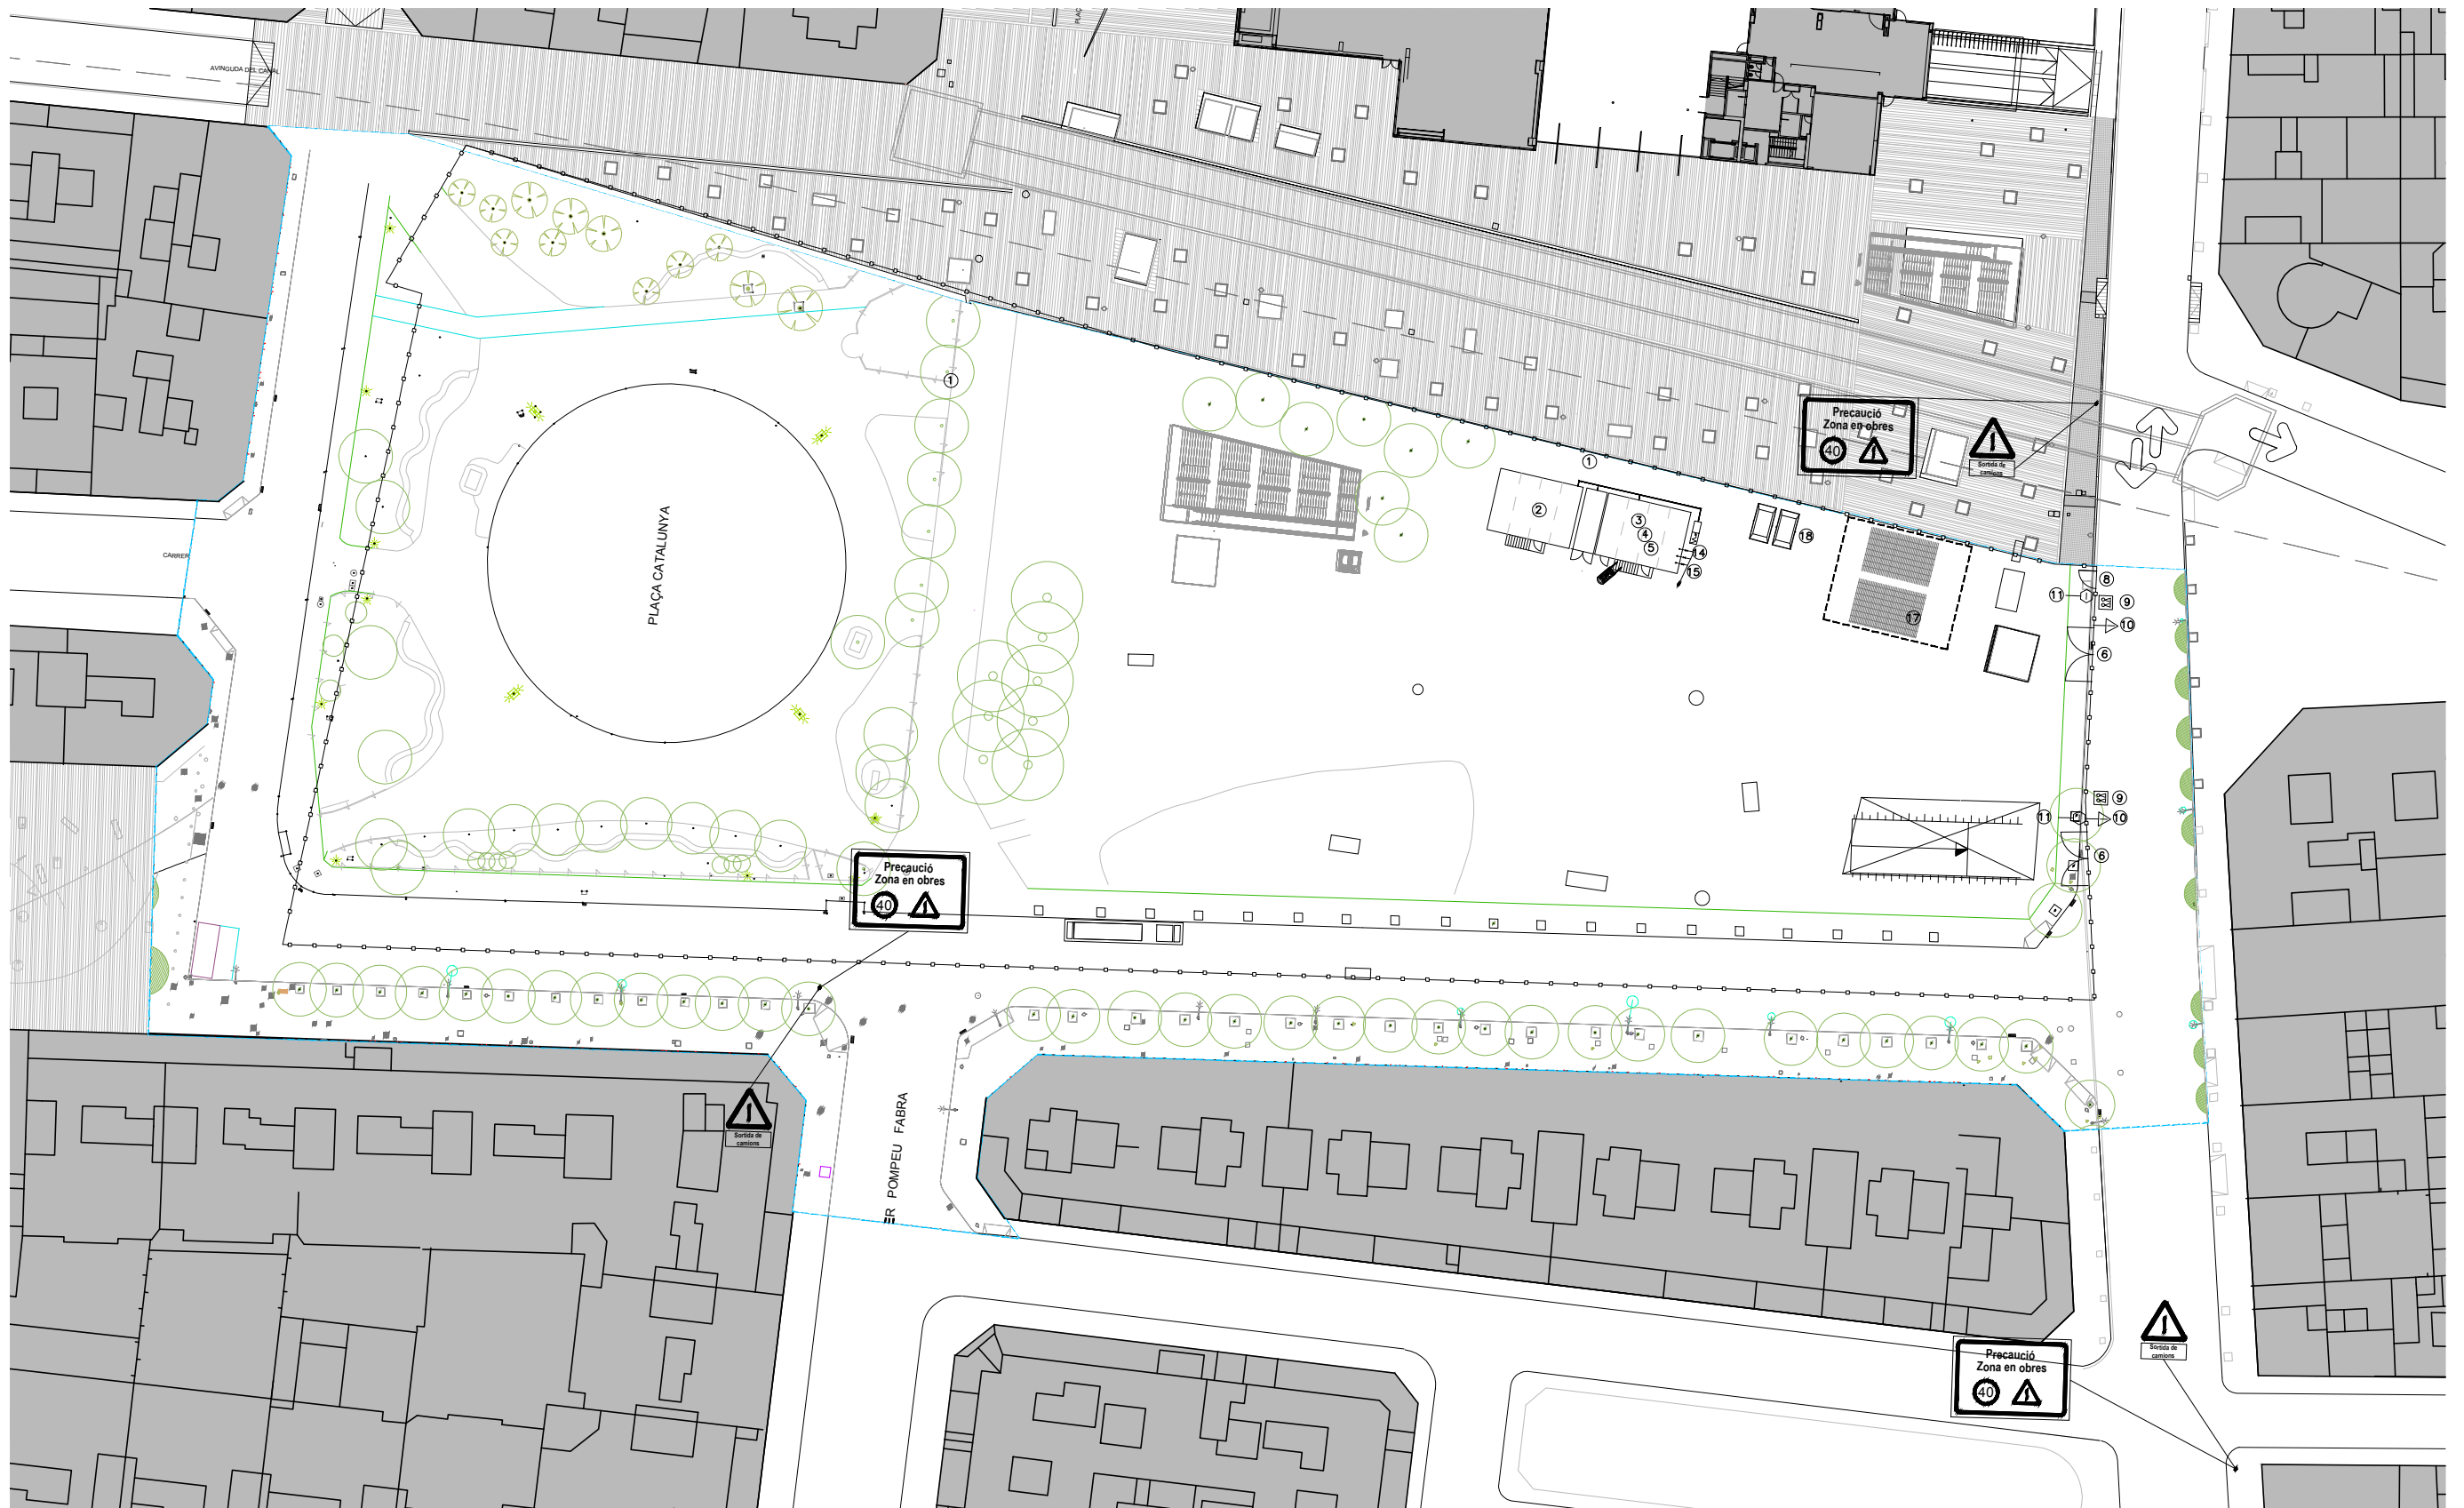 PLAÇ
AVINGUDA DEL CANAL
1
Precaució
Zona en obres
40
Sortida de
camions
1
2
3
4
5
14
15
18
17
8
11
9
10
6
CARRER
PLAÇA CATALUNYA
9
11
10
6
Precaució
Zona en obres
40
Sortida de
camions
ER POMPEU FABRA
Sortida de
camions
Precaució
Zona en obres
40